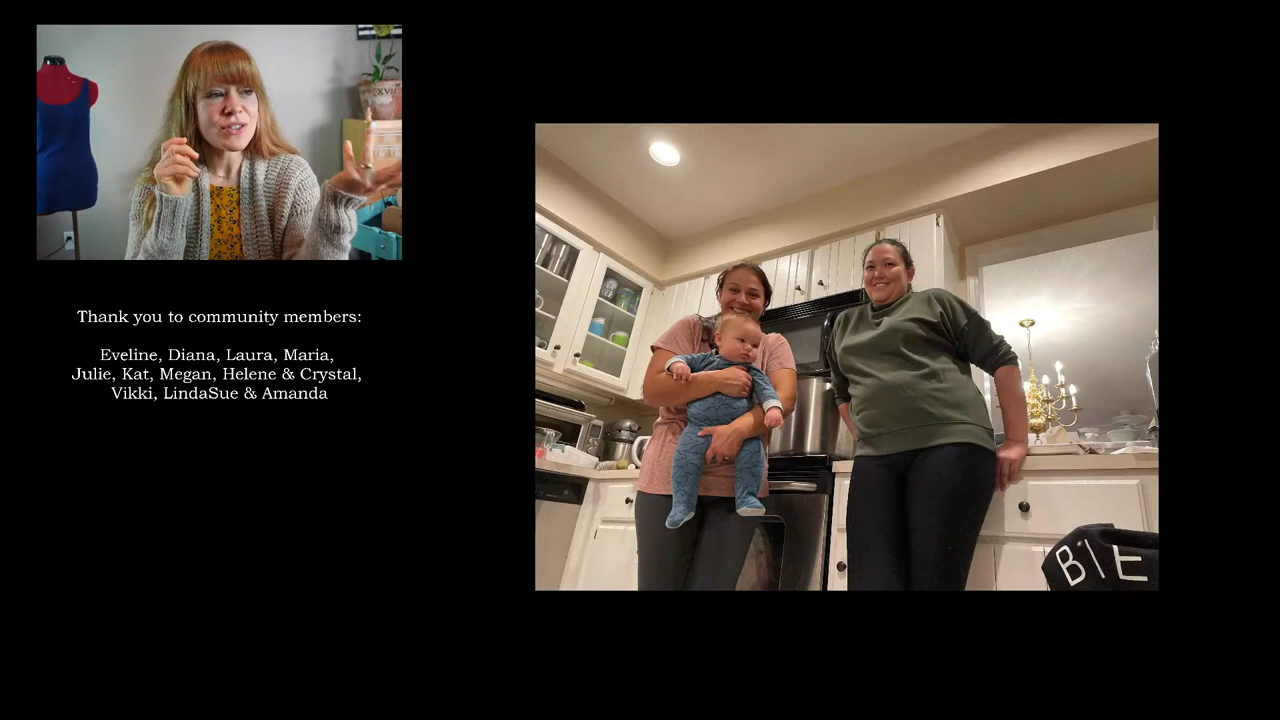 Thank you to community members:
Eveline, Diana, Laura, Maria,
Julie, Kat, Megan, Helene & Crystal,
Vikki, LindaSue & Amanda
BIE